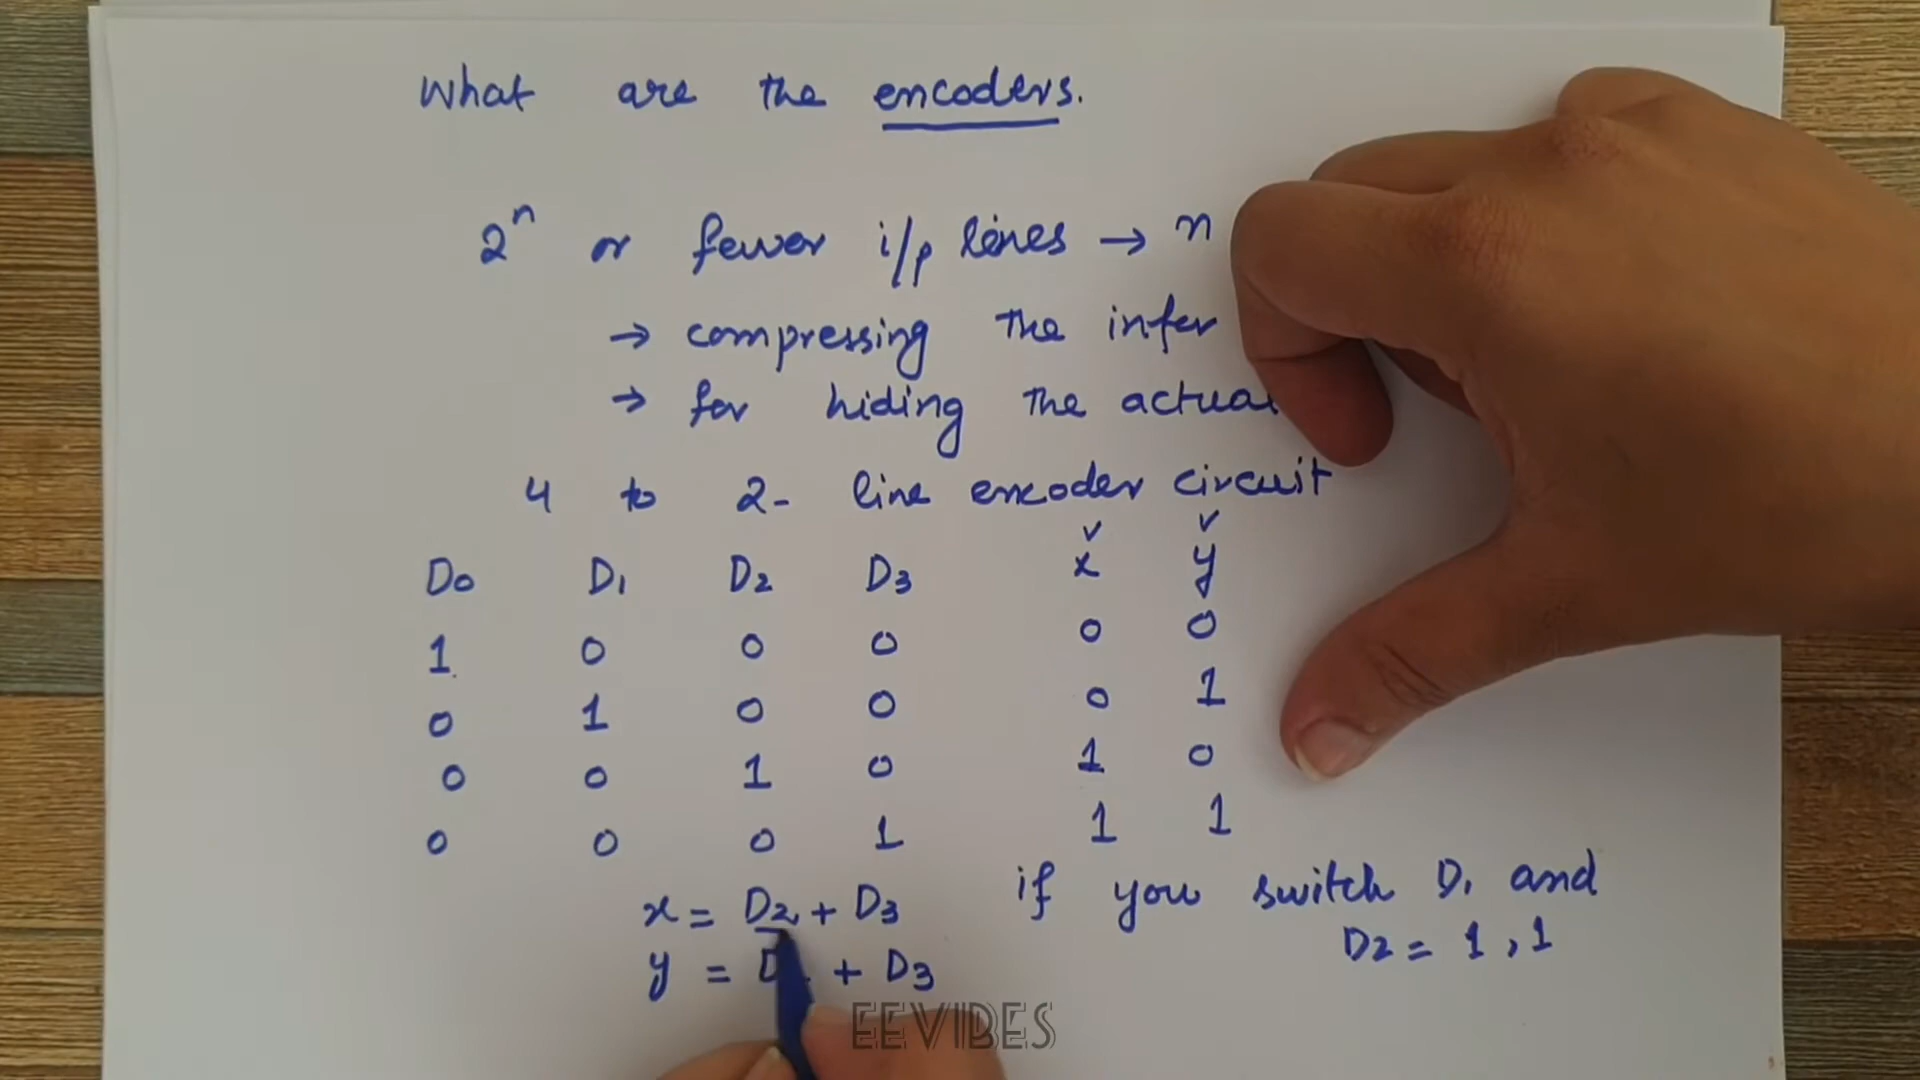 What are the encoders.
2^n or fewer i/p lines → n
→ compressing the infor
→ for hiding the actual
4 to 2- line encoder circuit
D0 D1 D2 D3 x y
1 0 0 0 0 0
0 1 0 0 0 1
0 0 1 0 1 0
0 0 0 1 1 1
x = D2 + D3
y = + D3
if you switch D1 and
D2 = 1, 1
EEVIBES